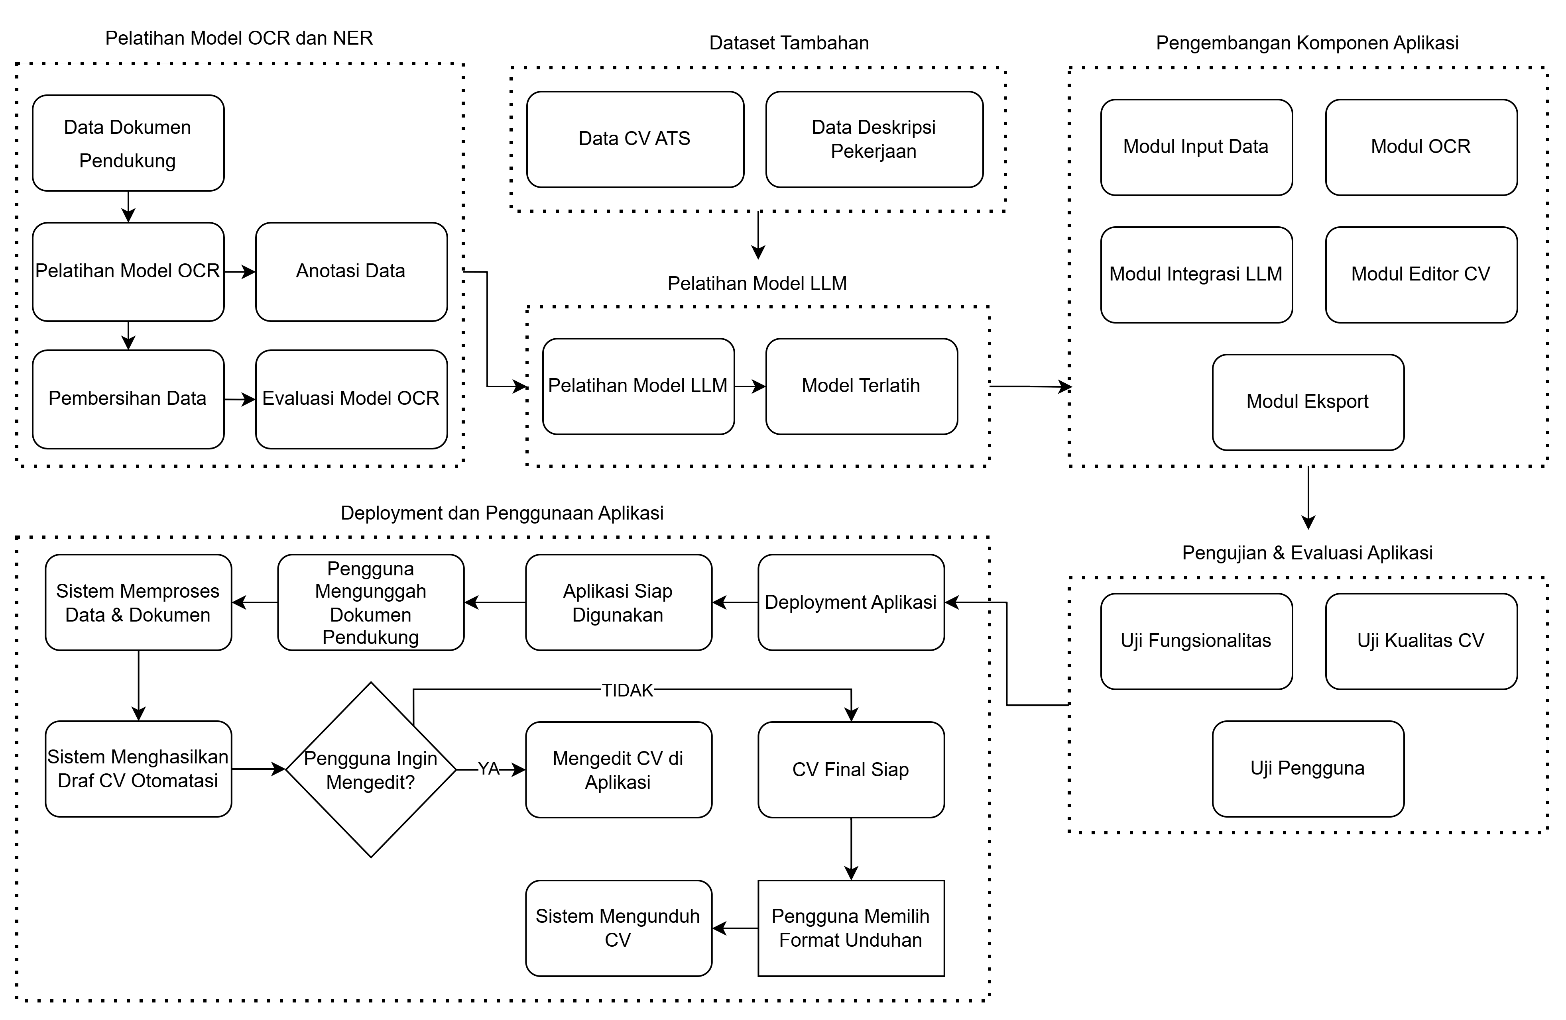 Pelatihan Model OCR dan NER
Data Dokumen
Pendukung
Pelatihan Model OCR
Anotasi Data
Pembersihan Data
Evaluasi Model OCR
Dataset Tambahan
Data CV ATS
Data Deskripsi
Pekerjaan
Pelatihan Model LLM
Pelatihan Model LLM
Model Terlatih
Pengembangan Komponen Aplikasi
Modul Input Data
Modul OCR
Modul Integrasi LLM
Modul Editor CV
Modul Eksport
Pengujian & Evaluasi Aplikasi
Uji Fungsionalitas
Uji Kualitas CV
Uji Pengguna
Deployment dan Penggunaan Aplikasi
Deployment Aplikasi
Aplikasi Siap
Digunakan
Pengguna
Mengunggah
Dokumen
Pendukung
Sistem Memproses
Data & Dokumen
Sistem Menghasilkan
Draf CV Otomatasi
Pengguna Ingin
Mengedit?
TIDAK
YA
Mengedit CV di
Aplikasi
CV Final Siap
Pengguna Memilih
Format Unduhan
Sistem Mengunduh
CV